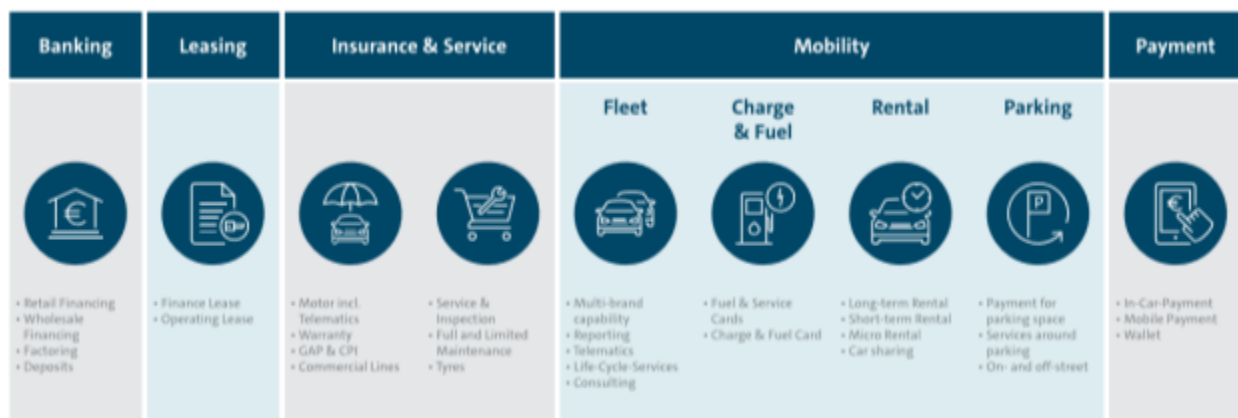 Banking
Leasing
Insurance & Service
Mobility
Payment
Fleet
Charge
& Fuel
Rental
Parking
€
P
€
• Retail Financing
• Wholesale
Financing
• Factoring
• Deposits
• Finance Lease
• Operating Lease
• Motor incl.
Telematics
• Warranty
• GAP & CPI
• Commercial Lines
• Service &
Inspection
• Full and Limited
Maintenance
• Tyres
• Multi-brand
capability
• Reporting
• Telematics
• Life-Cycle-Services
• Consulting
• Fuel & Service
Cards
• Charge & Fuel Card
• Long-term Rental
• Short-term Rental
• Micro Rental
• Car sharing
• Payment for
parking space
• Services around
parking
• On- and off-street
• In-Car-Payment
• Mobile Payment
• Wallet